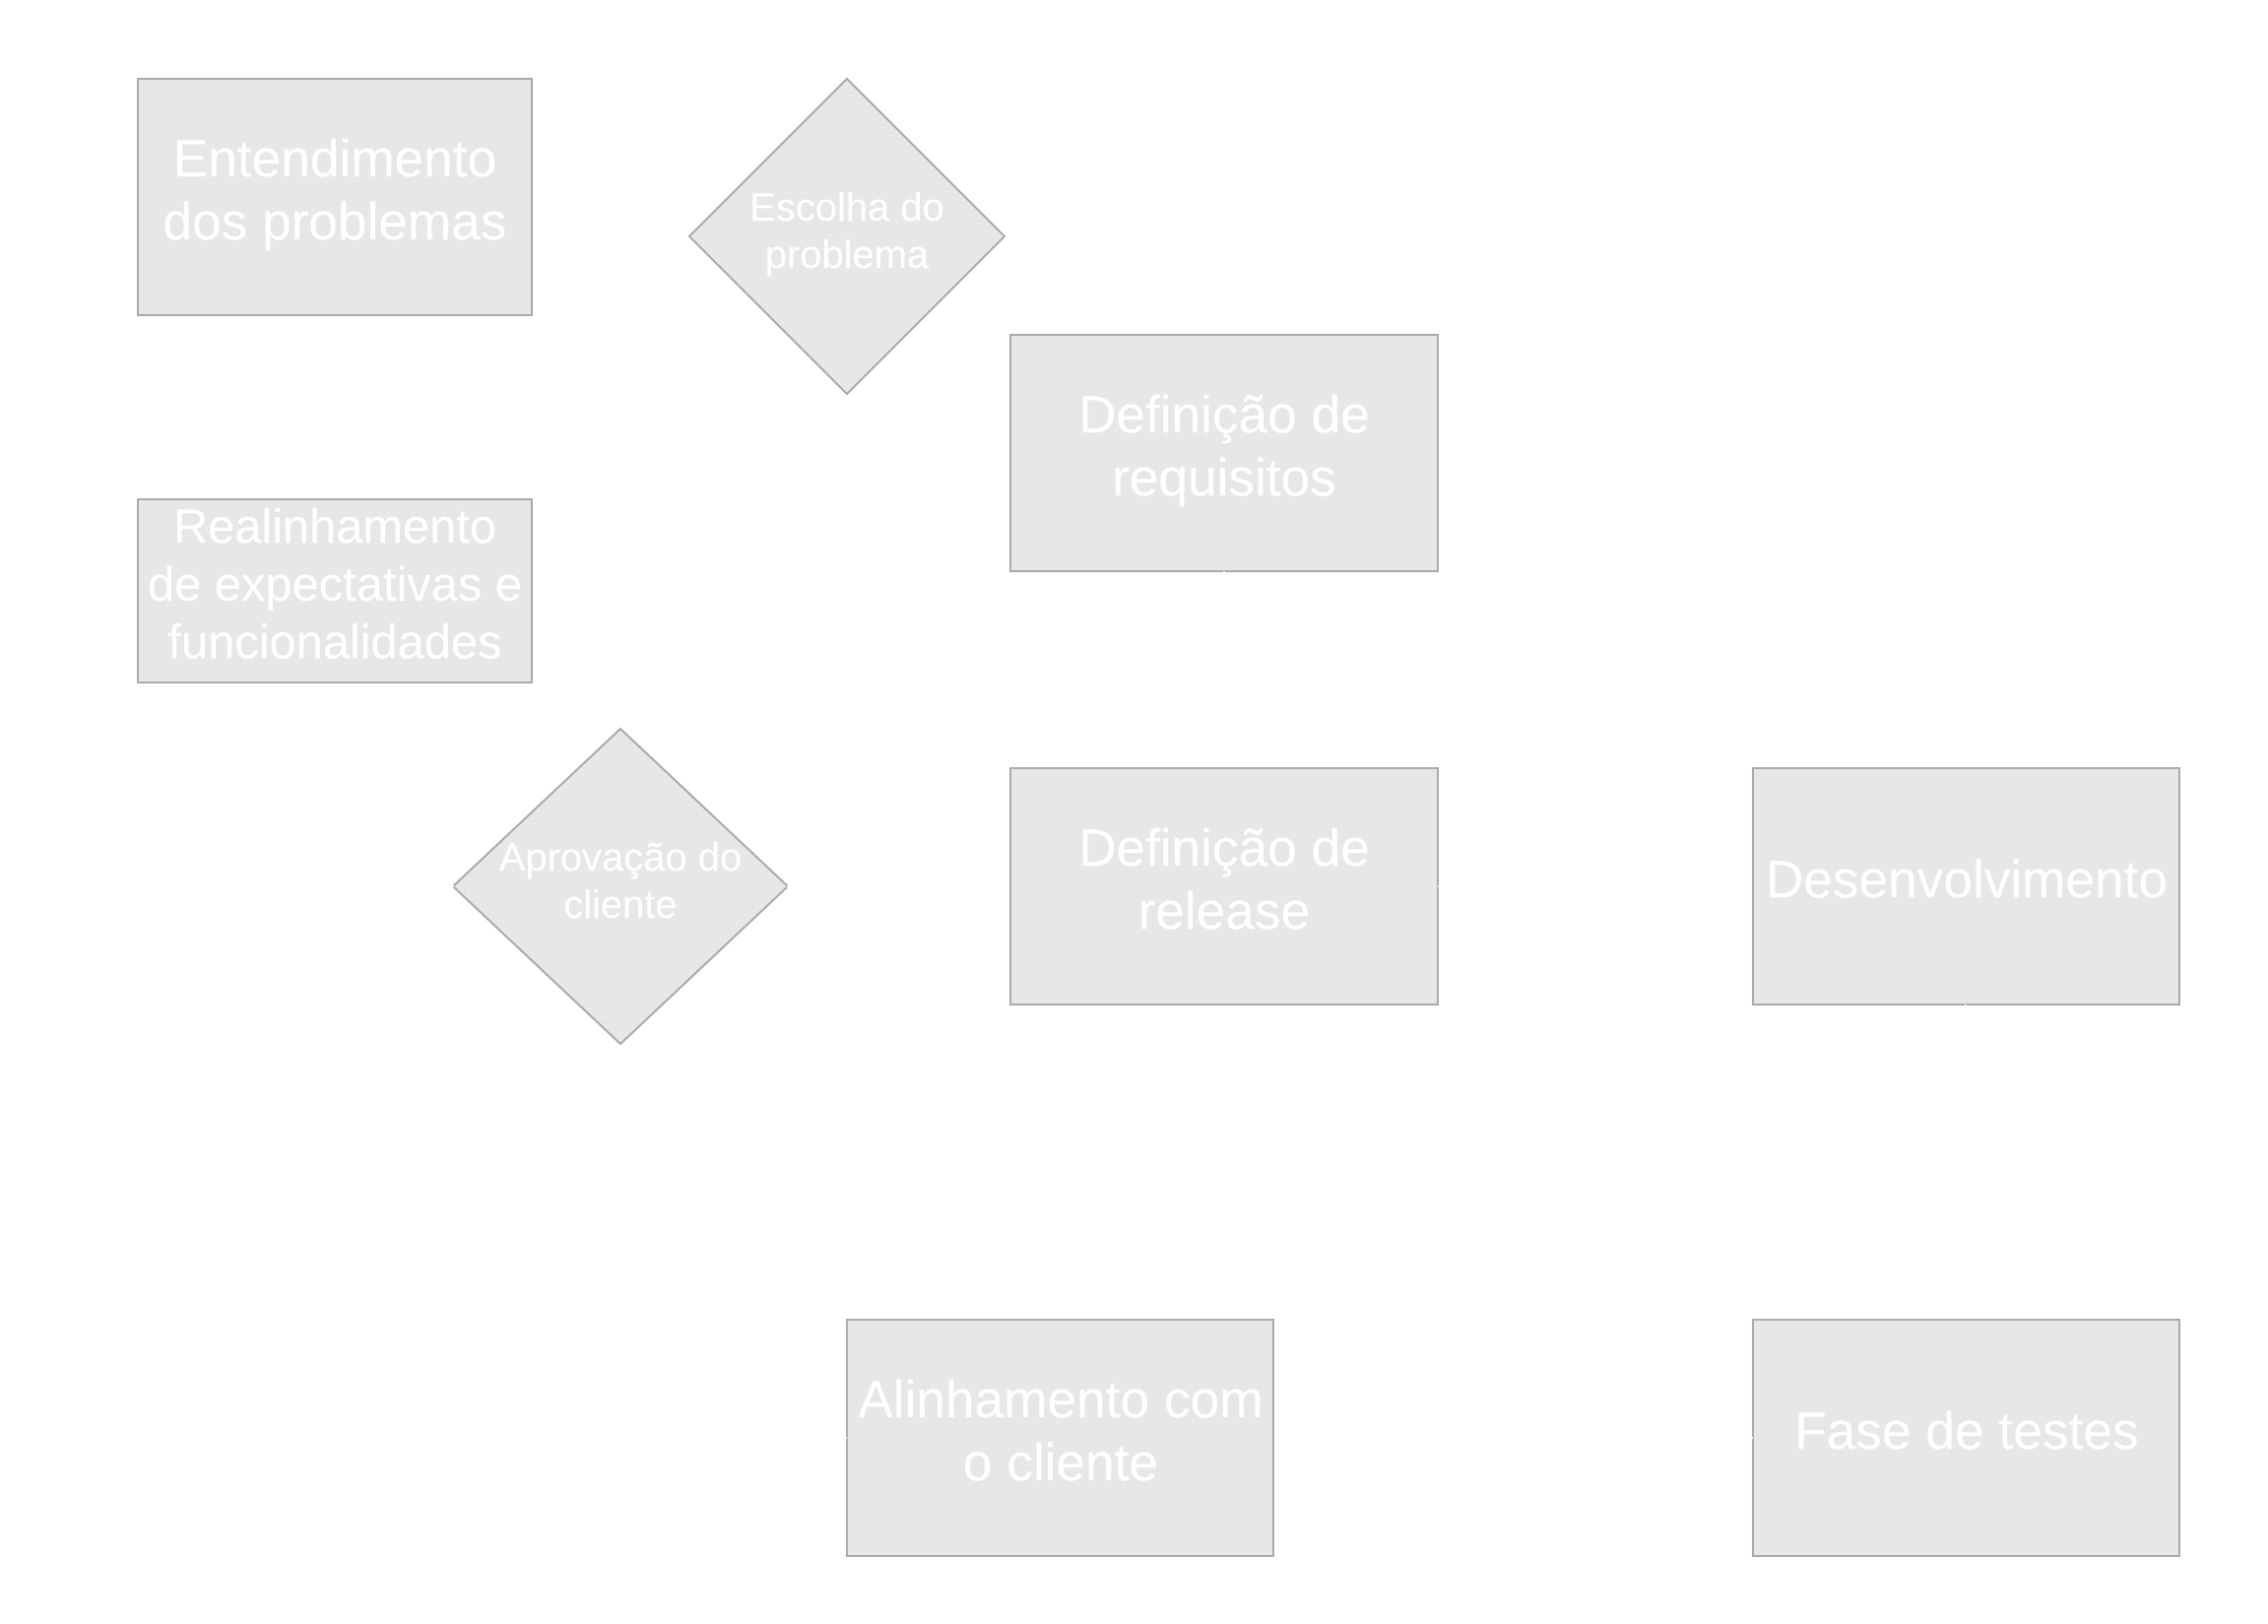 Entendimento
dos problemas
Escolha do
problema
Definição de
requisitos
Realinhamento
de expectativas e
funcionalidades
Aprovação do
cliente
Definição de
release
Desenvolvimento
Alinhamento com
o cliente
Fase de testes